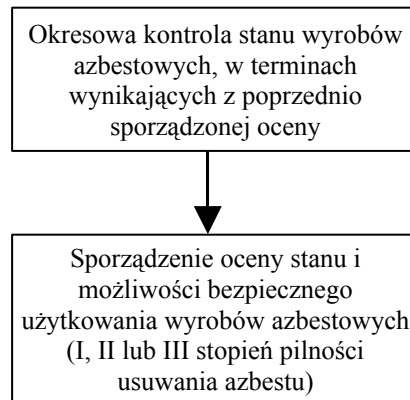 Okresowa kontrola stanu wyrobów
azbestowych, w terminach
wynikających z poprzednio
sporządzonej oceny
Sporządzenie oceny stanu i
możliwości bezpiecznego
użytkowania wyrobów azbestowych
(I, II lub III stopień pilności
usuwania azbestu)